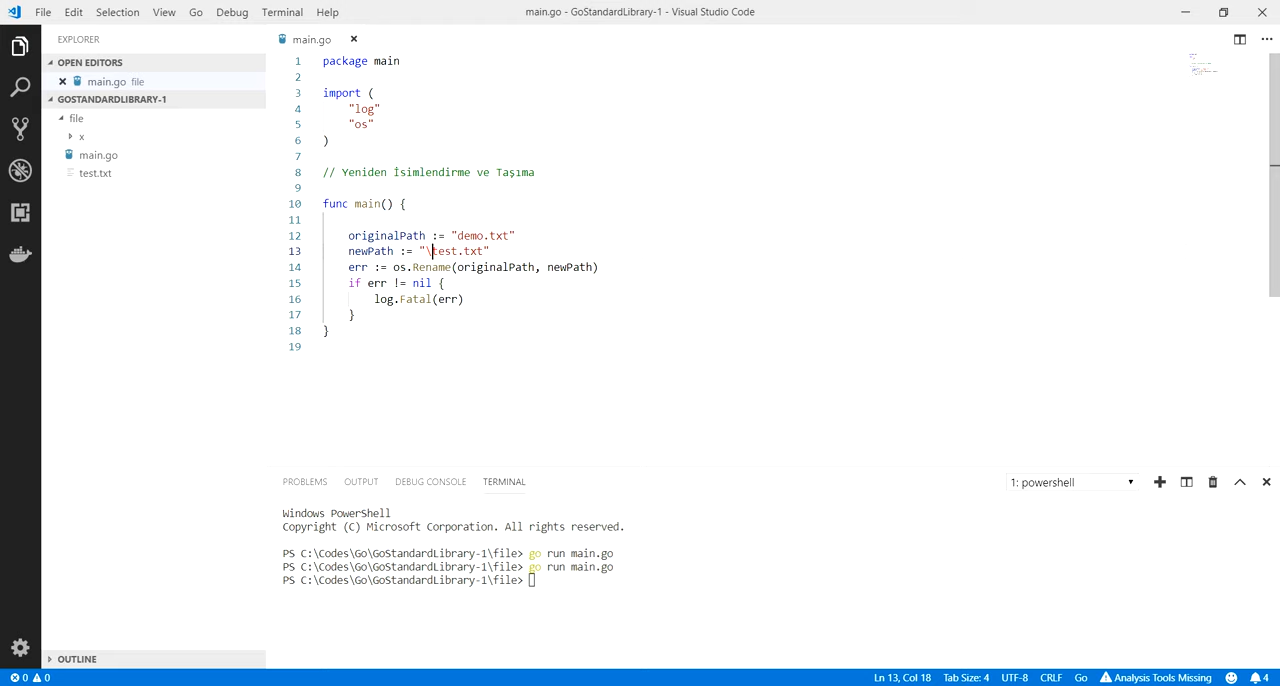 File Edit Selection View Go Debug Terminal Help
main.go - GoStandardLibrary-1 - Visual Studio Code
EXPLORER
OPEN EDITORS
main.go file
GOSTANDARDLIBRARY-1
file
x
main.go
test.txt
OUTLINE
main.go
1 package main
2
3 import (
4 "log"
5 "os"
6 )
7
8 // Yeniden İsimlendirme ve Taşıma
9
10 func main() {
11
12 originalPath := "demo.txt"
13 newPath := "\test.txt"
14 err := os.Rename(originalPath, newPath)
15 if err != nil {
16 log.Fatal(err)
17 }
18 }
19
PROBLEMS OUTPUT DEBUG CONSOLE TERMINAL
1: powershell
Windows PowerShell
Copyright (C) Microsoft Corporation. All rights reserved.
PS C:\Codes\Go\GoStandardLibrary-1\file> go run main.go
PS C:\Codes\Go\GoStandardLibrary-1\file> go run main.go
PS C:\Codes\Go\GoStandardLibrary-1\file>
0 0
Ln 13, Col 18 Tab Size: 4 UTF-8 CRLF Go Analysis Tools Missing 4